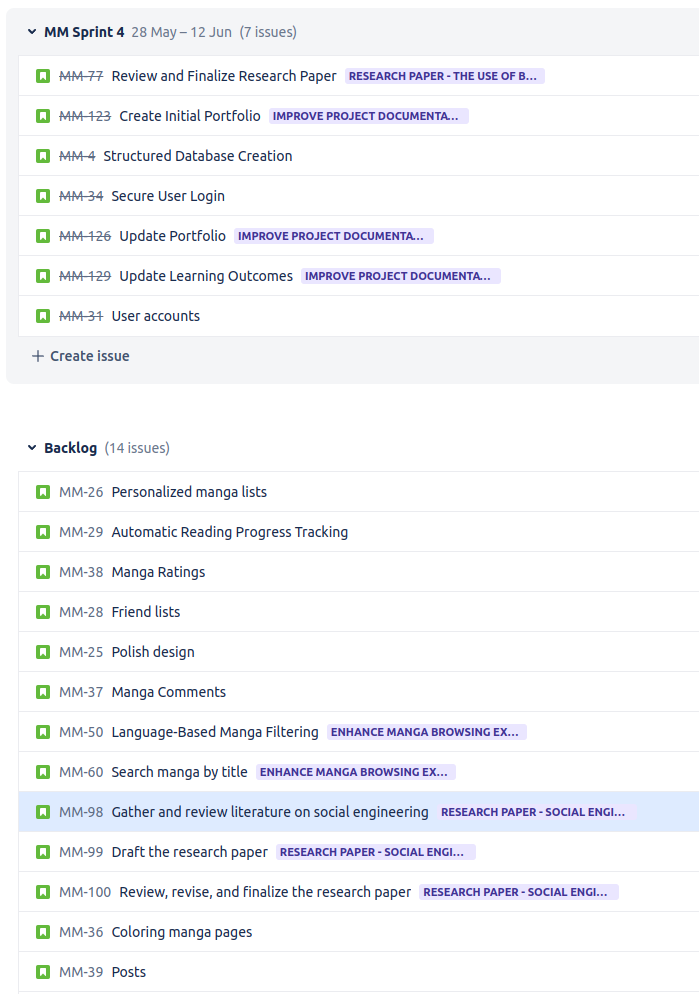 MM Sprint 4 28 May – 12 Jun (7 issues)
MM-77 Review and Finalize Research Paper RESEARCH PAPER - THE USE OF B...
MM-123 Create Initial Portfolio IMPROVE PROJECT DOCUMENTA...
MM-4 Structured Database Creation
MM-34 Secure User Login
MM-126 Update Portfolio IMPROVE PROJECT DOCUMENTA...
MM-129 Update Learning Outcomes IMPROVE PROJECT DOCUMENTA...
MM-31 User accounts
+ Create issue
Backlog (14 issues)
MM-26 Personalized manga lists
MM-29 Automatic Reading Progress Tracking
MM-38 Manga Ratings
MM-28 Friend lists
MM-25 Polish design
MM-37 Manga Comments
MM-50 Language-Based Manga Filtering ENHANCE MANGA BROWSING EX...
MM-60 Search manga by title ENHANCE MANGA BROWSING EX...
MM-98 Gather and review literature on social engineering RESEARCH PAPER - SOCIAL ENGI...
MM-99 Draft the research paper RESEARCH PAPER - SOCIAL ENGI...
MM-100 Review, revise, and finalize the research paper RESEARCH PAPER - SOCIAL ENGI...
MM-36 Coloring manga pages
MM-39 Posts